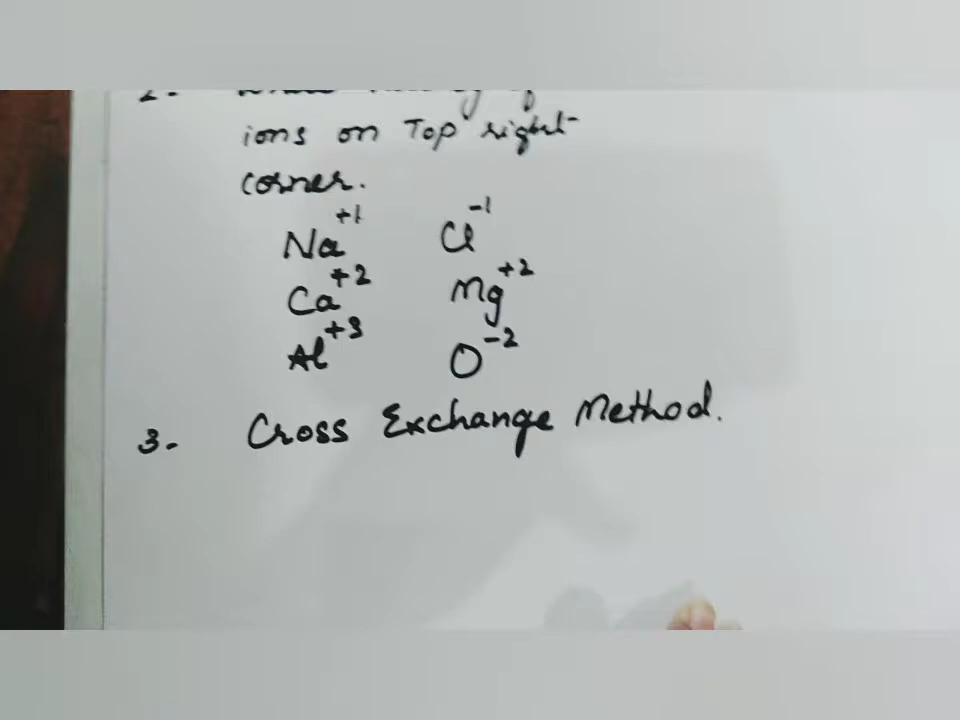 2.
ions on Top right
corner.
Na+1 Cl-1
Ca+2 Mg+2
Al+3 O-2
3. Cross Exchange Method.